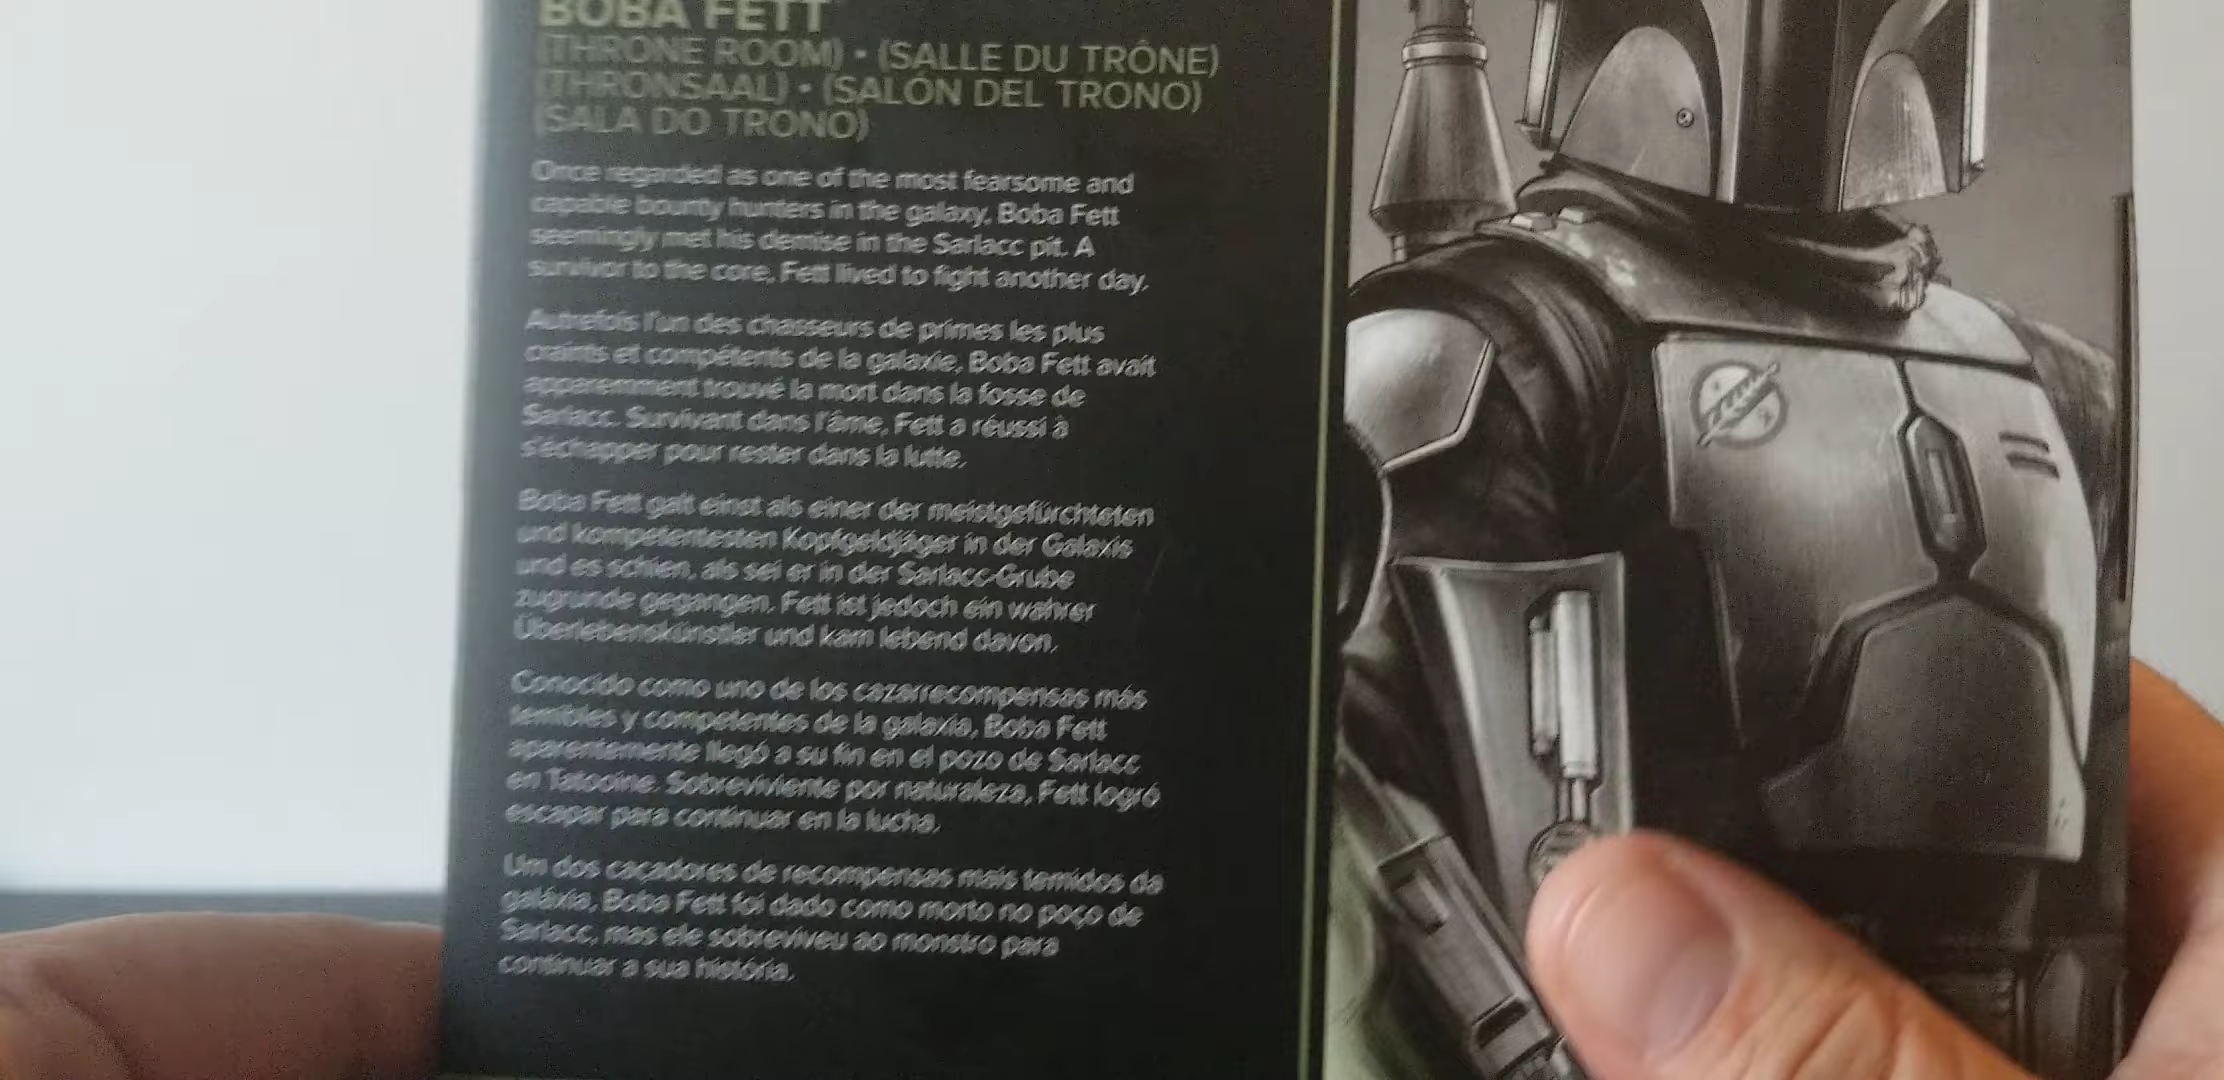 BOBA FETT
(THRONE ROOM) • (SALLE DU TRÔNE)
(THRONSAAL) • (SALÓN DEL TRONO)
(SALA DO TRONO)
Once regarded as one of the most fearsome and
capable bounty hunters in the galaxy, Boba Fett
seemingly met his demise in the Sarlacc pit. A
survivor to the core, Fett lived to fight another day.
Autrefois l'un des chasseurs de primes les plus
craints et compétents de la galaxie, Boba Fett avait
apparemment trouvé la mort dans la fosse de
Sarlacc. Survivant dans l'âme, Fett a réussi à
s'échapper pour rester dans la lutte.
Boba Fett galt einst als einer der meistgefürchteten
und kompetentesten Kopfgeldjäger in der Galaxis
und es schien, als sei er in der Sarlacc-Grube
zugrunde gegangen. Fett ist jedoch ein wahrer
Überlebenskünstler und kam lebend davon.
Conocido como uno de los cazarrecompensas más
temibles y competentes de la galaxia, Boba Fett
aparentemente llegó a su fin en el pozo de Sarlacc
en Tatooine. Sobreviviente por naturaleza, Fett logró
escapar para continuar en la lucha.
Um dos caçadores de recompensas mais temidos da
galáxia, Boba Fett foi dado como morto no poço de
Sarlacc, mas ele sobreviveu ao monstro para
continuar a sua história.